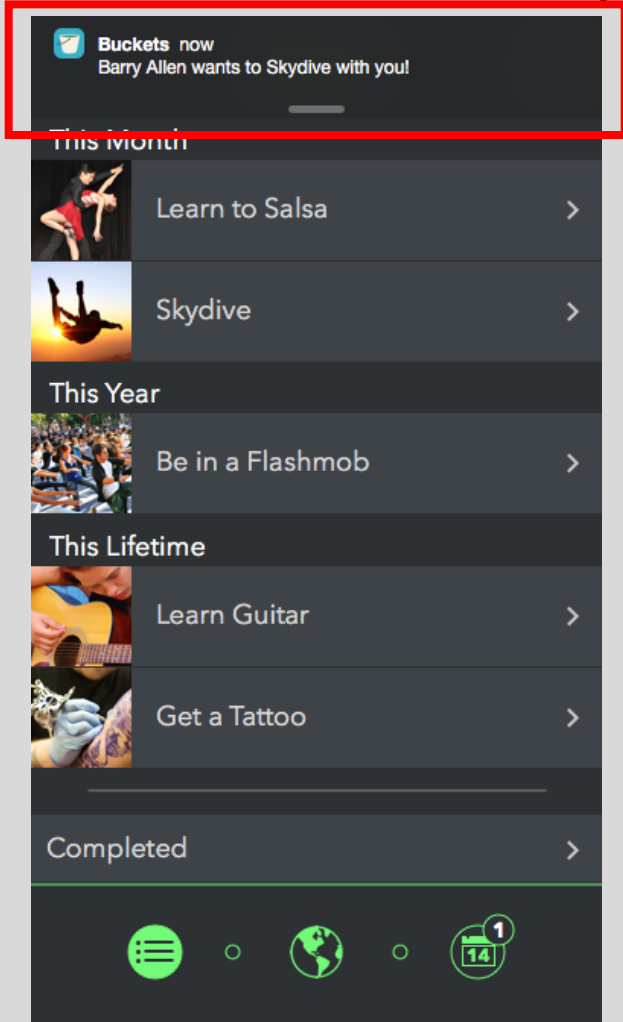 Buckets now
Barry Allen wants to Skydive with you!
This Month
Learn to Salsa
Skydive
This Year
Be in a Flashmob
This Lifetime
Learn Guitar
Get a Tattoo
Completed
1
14